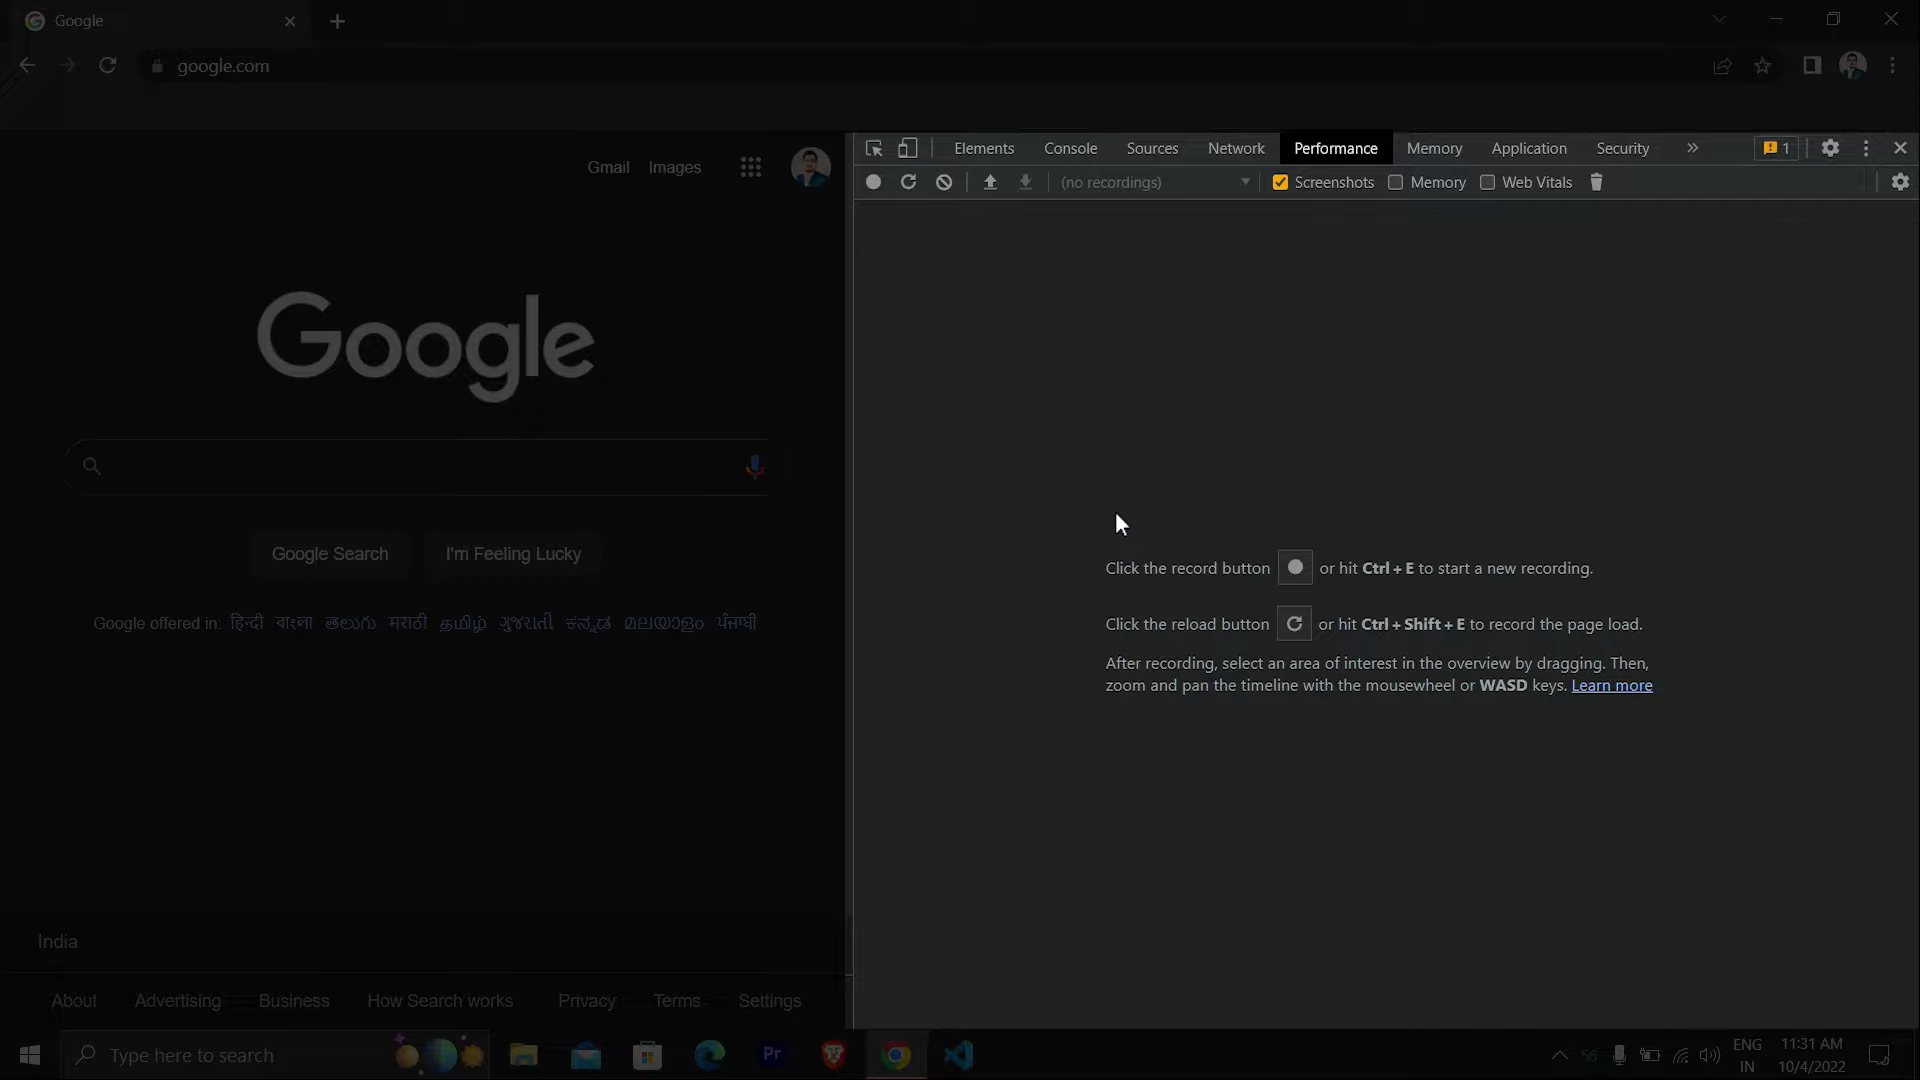 Google
google.com
Gmail Images
Elements Console Sources Network Performance Memory Application Security 1
(no recordings) Screenshots Memory Web Vitals
Google
Google Search I'm Feeling Lucky
Google offered in: हिन्दी বাংলা తెలుగు मराठी தமிழ் ગુજરાતી ಕನ್ನಡ മലയാളം ਪੰਜਾਬੀ
Click the record button or hit Ctrl + E to start a new recording.
Click the reload button or hit Ctrl + Shift + E to record the page load.
After recording, select an area of interest in the overview by dragging. Then,
zoom and pan the timeline with the mousewheel or WASD keys. Learn more
India
About Advertising Business How Search works Privacy Terms Settings
Type here to search Pr ENG 11:31 AM
IN 10/4/2022